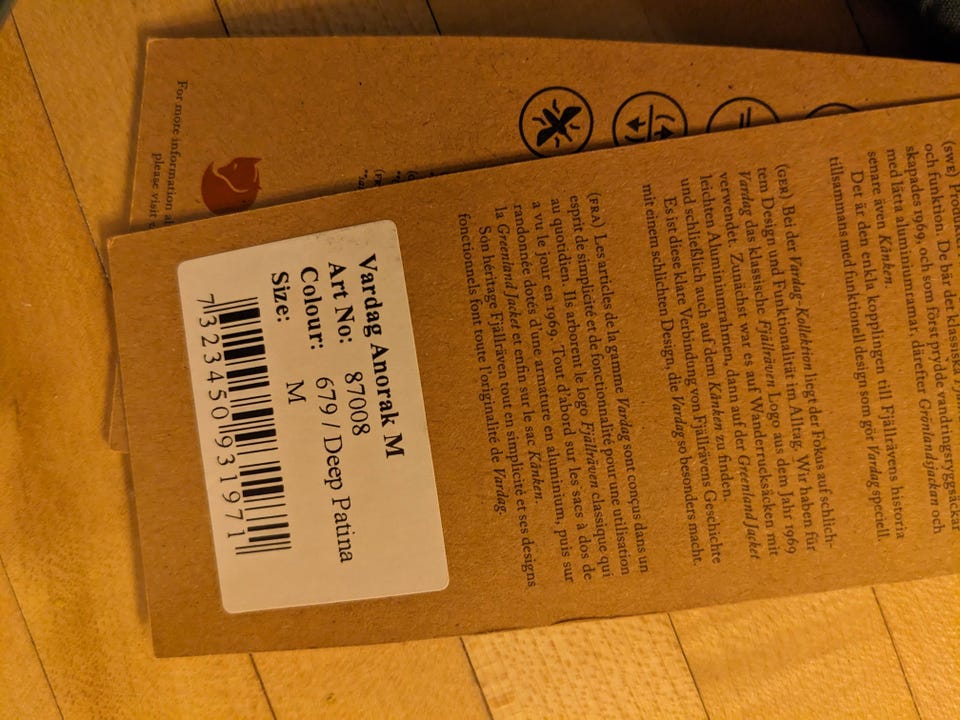 (SWE)
och funktion. De bär den klassiska
skapades 1969, och som först prydde vandringsryggsäckar
med lätta aluminiumramar, därefter Grönlandsjackan och
senare även Kånken.
Det är den enkla kopplingen till Fjällrävens historia
tillsammans med funktionell design som gör Vardag speciell.
(GER) Bei der Vardag-Kollektion liegt der Fokus auf schlich-
tem Design und Funktionalität im Alltag. Wir haben für
Vardag das klassische Fjällräven Logo aus dem Jahr 1969
verwendet. Zunächst war es auf Wanderrucksäcken mit
leichten Aluminiumrahmen, dann auf der Greenland Jacket
und schließlich auch auf dem Kånken zu finden.
Es ist diese klare Verbindung von Fjällrävens Geschichte
mit einem schlichten Design, die Vardag so besonders macht.
(FRA) Les articles de la gamme Vardag sont conçus dans un
esprit de simplicité et de fonctionnalité pour une utilisation
au quotidien. Ils arborent le logo Fjällräven classique qui
a vu le jour en 1969. Tout d'abord sur les sacs à dos de
randonnée dotés d'une armature en aluminium, puis sur
la Greenland Jacket et enfin sur le sac Kånken.
Son héritage Fjällräven tout en simplicité et ses designs
fonctionnels font toute l'originalité de Vardag.
Vardag Anorak M
Art No: 87008
Colour: 679 / Deep Patina
Size: M
7323450931971
For more information
please visit